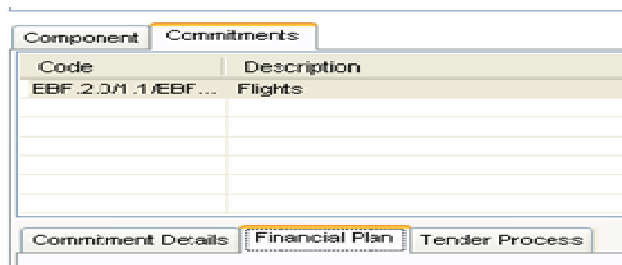 Component Commitments
Code Description
EBF.2.0/1.1/EBF... Flights
Commitment Details Financial Plan Tender Process